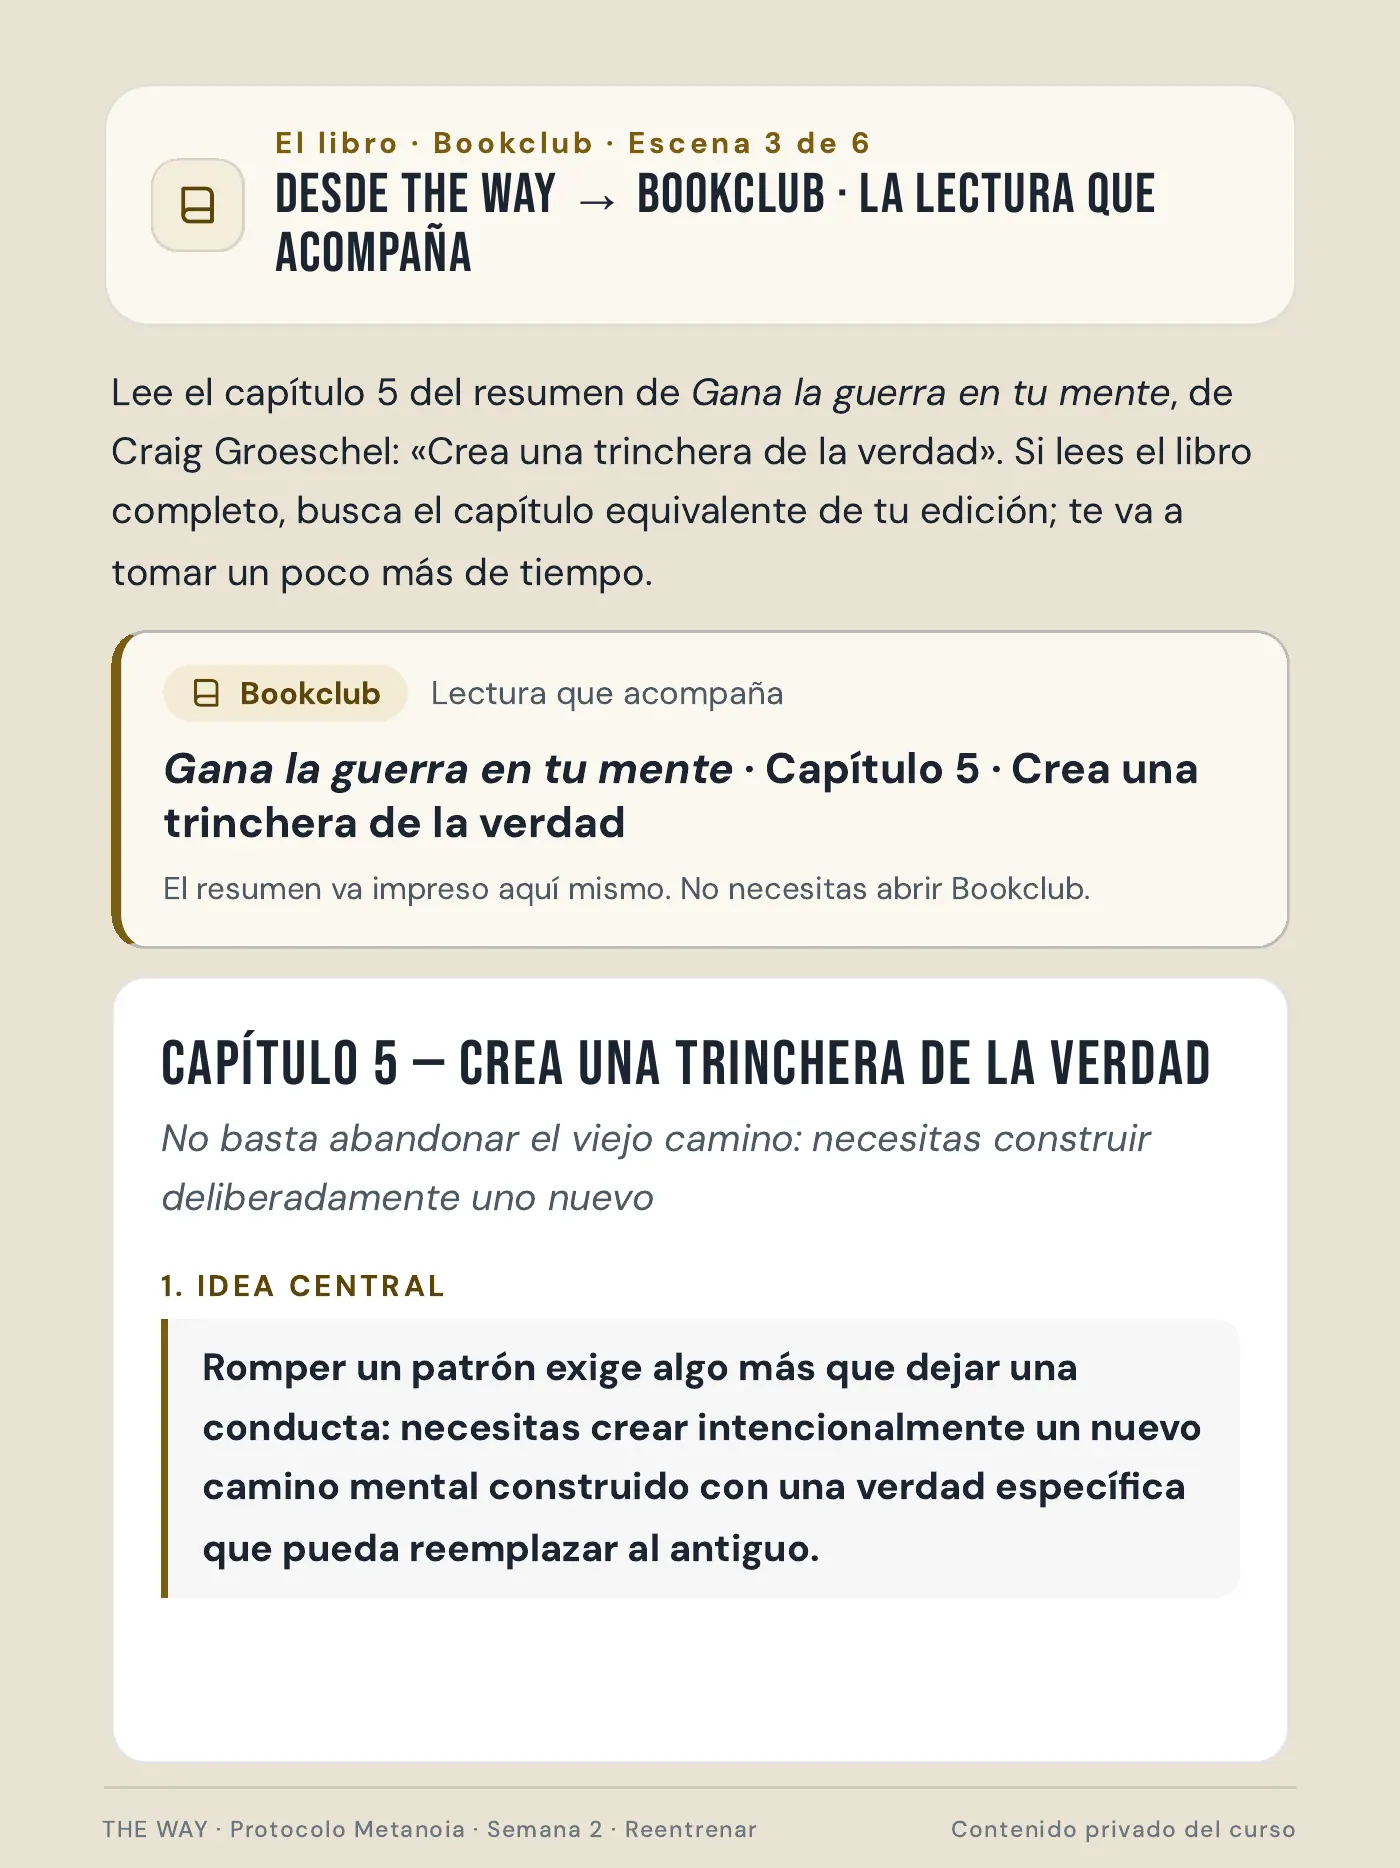 El libro · Bookclub · Escena 3 de 6
DESDE THE WAY → BOOKCLUB · LA LECTURA QUE
ACOMPAÑA
Lee el capítulo 5 del resumen de Gana la guerra en tu mente, de
Craig Groeschel: «Crea una trinchera de la verdad». Si lees el libro
completo, busca el capítulo equivalente de tu edición; te va a
tomar un poco más de tiempo.
Bookclub Lectura que acompaña
Gana la guerra en tu mente · Capítulo 5 · Crea una
trinchera de la verdad
El resumen va impreso aquí mismo. No necesitas abrir Bookclub.
CAPÍTULO 5 — CREA UNA TRINCHERA DE LA VERDAD
No basta abandonar el viejo camino: necesitas construir
deliberadamente uno nuevo
1. IDEA CENTRAL
Romper un patrón exige algo más que dejar una
conducta: necesitas crear intencionalmente un nuevo
camino mental construido con una verdad específica
que pueda reemplazar al antiguo.
THE WAY · Protocolo Metanoia · Semana 2 · Reentrenar
Contenido privado del curso